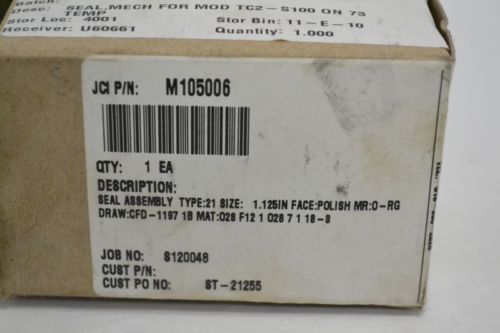 Batch:
Desc: SEAL,MECH FOR MOD TC2-S100 ON 73
TEMP
Stor Loc: 4001 Stor Bin: 11-E-10
Receiver: U60661 Quantity: 1.000
JCI P/N: M105006
QTY: 1 EA
DESCRIPTION:
SEAL ASSEMBLY TYPE:21 SIZE: 1.125IN FACE:POLISH MR:O-RG
DRAW:CFD-1197 1B MAT:028 F12 1 028 7 1 18-8
JOB NO: S120048
CUST P/N:
CUST PO NO: ST-21255